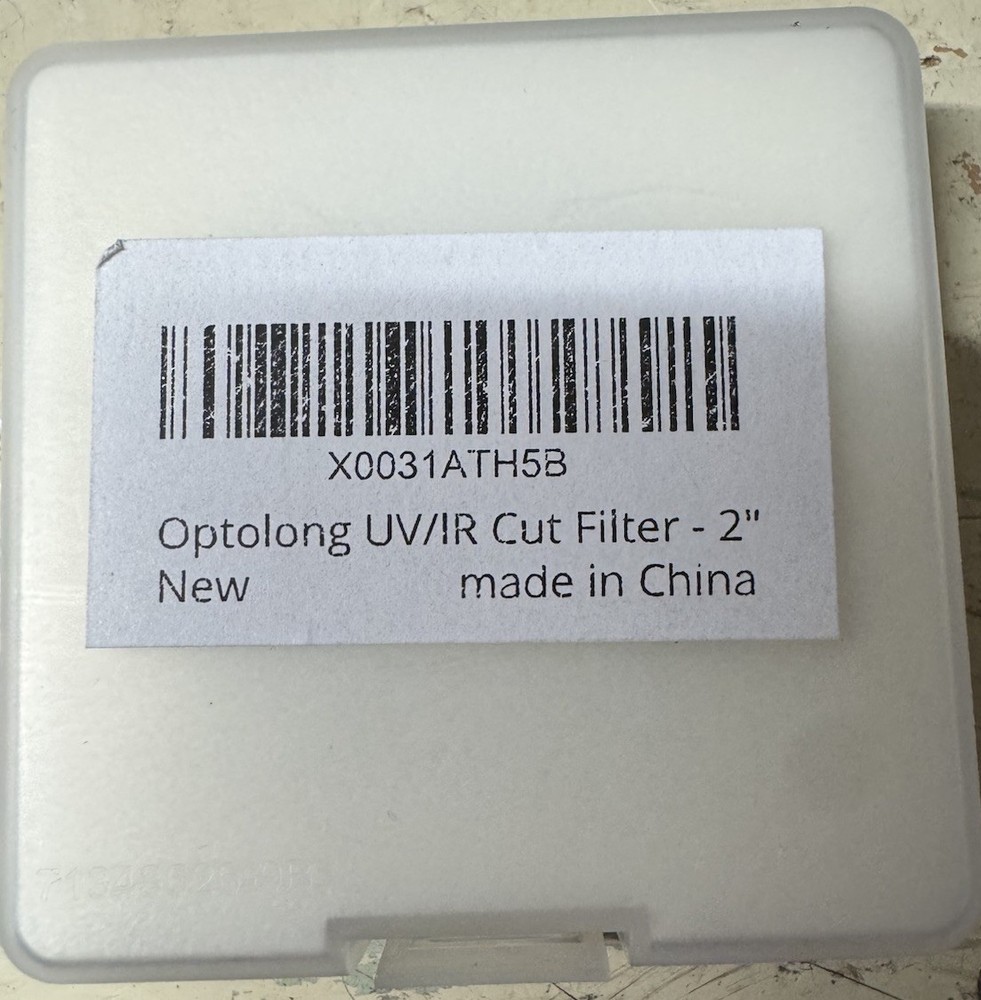 X0031ATH5B
Optolong UV/IR Cut Filter - 2"
New made in China